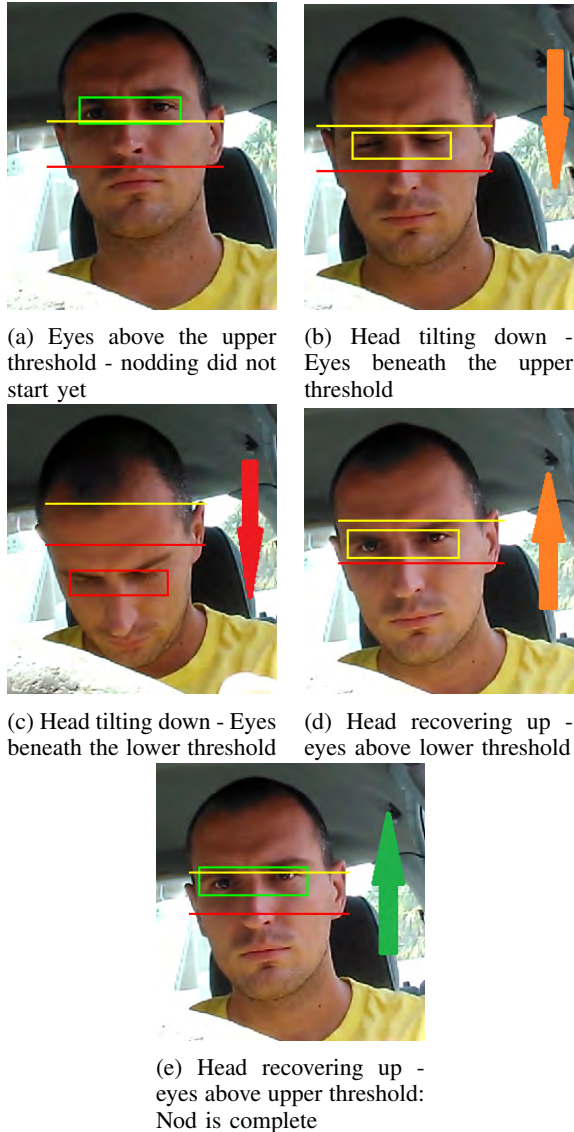 (a) Eyes above the upper
threshold - nodding did not
start yet
(b) Head tilting down -
Eyes beneath the upper
threshold
(c) Head tilting down - Eyes
beneath the lower threshold
(d) Head recovering up -
eyes above lower threshold
(e) Head recovering up -
eyes above upper threshold:
Nod is complete